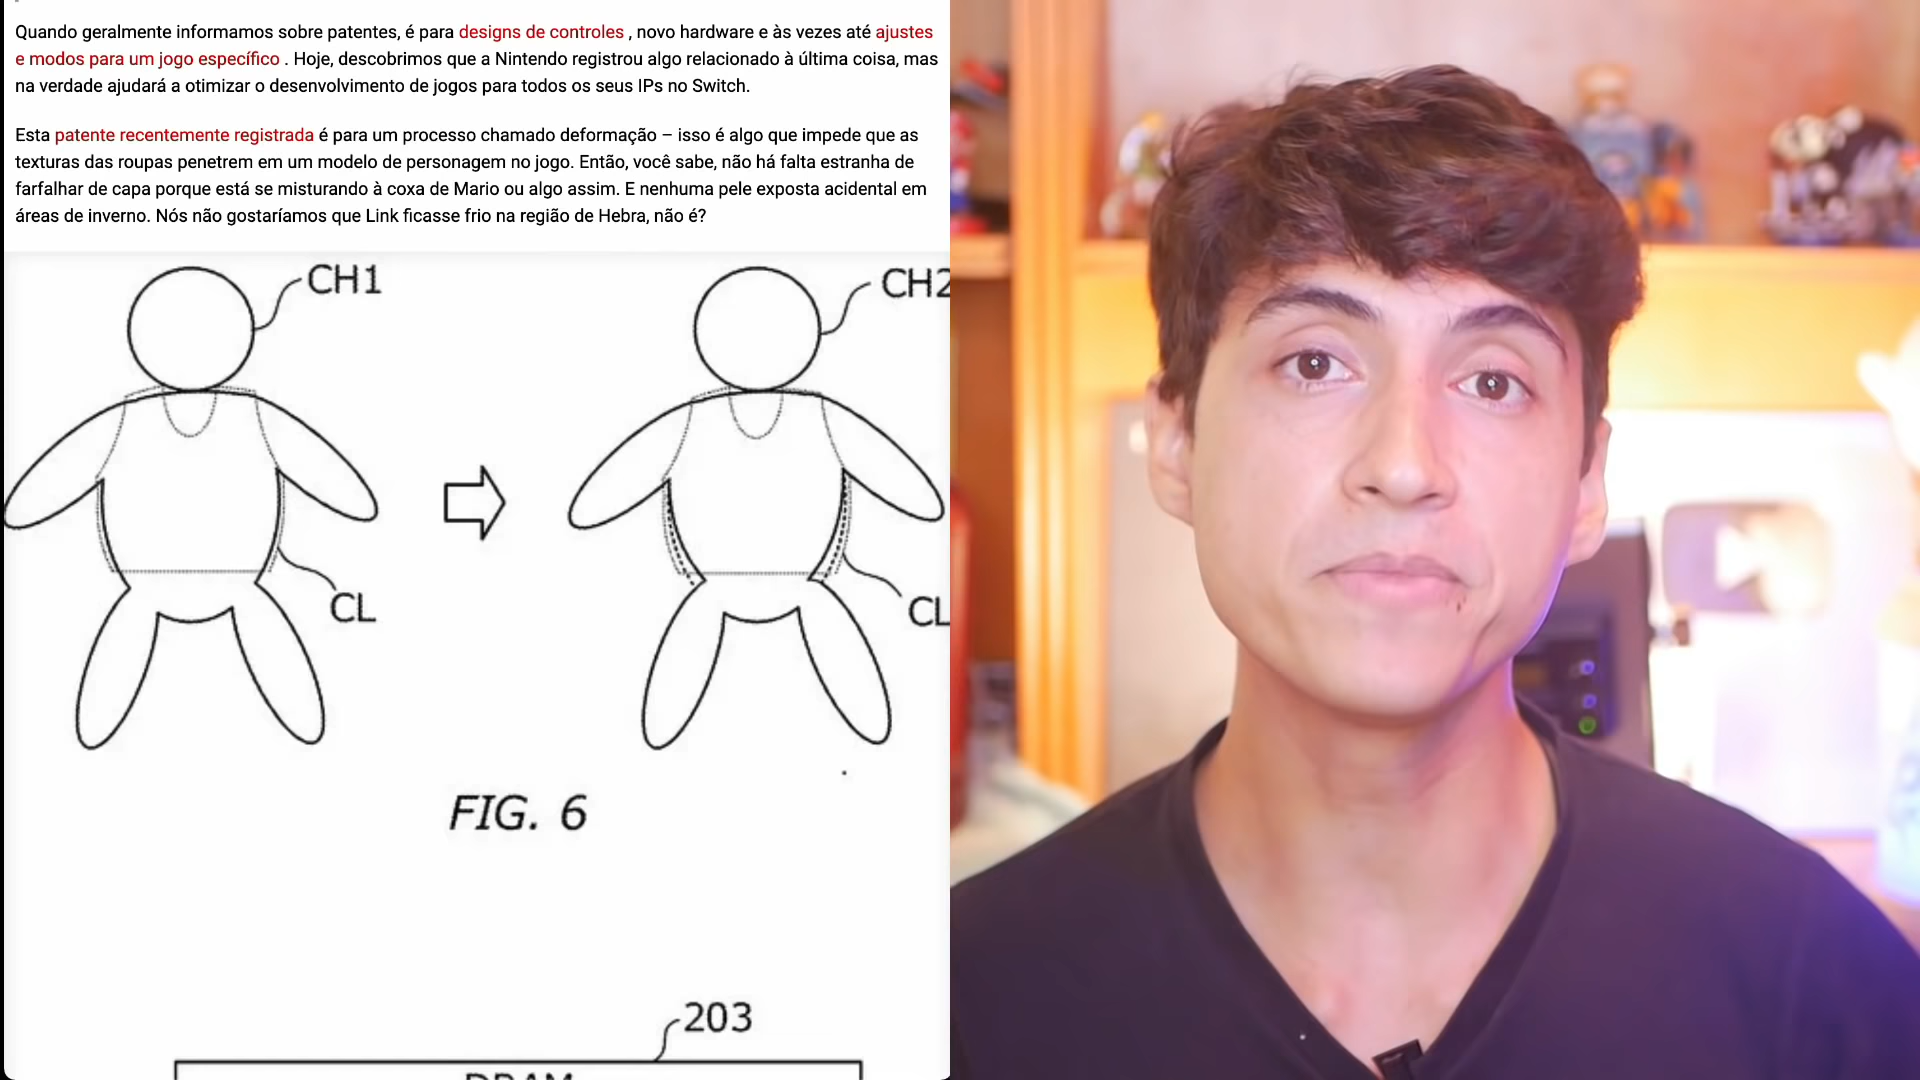 Quando geralmente informamos sobre patentes, é para designs de controles , novo hardware e às vezes até ajustes
e modos para um jogo específico . Hoje, descobrimos que a Nintendo registrou algo relacionado à última coisa, mas
na verdade ajudará a otimizar o desenvolvimento de jogos para todos os seus IPs no Switch.
Esta patente recentemente registrada é para um processo chamado deformação – isso é algo que impede que as
texturas das roupas penetrem em um modelo de personagem no jogo. Então, você sabe, não há falta estranha de
farfalhar de capa porque está se misturando à coxa de Mario ou algo assim. E nenhuma pele exposta acidental em
áreas de inverno. Nós não gostaríamos que Link ficasse frio na região de Hebra, não é?
CH1
CH2
CL
CL
FIG. 6
203
DRAM